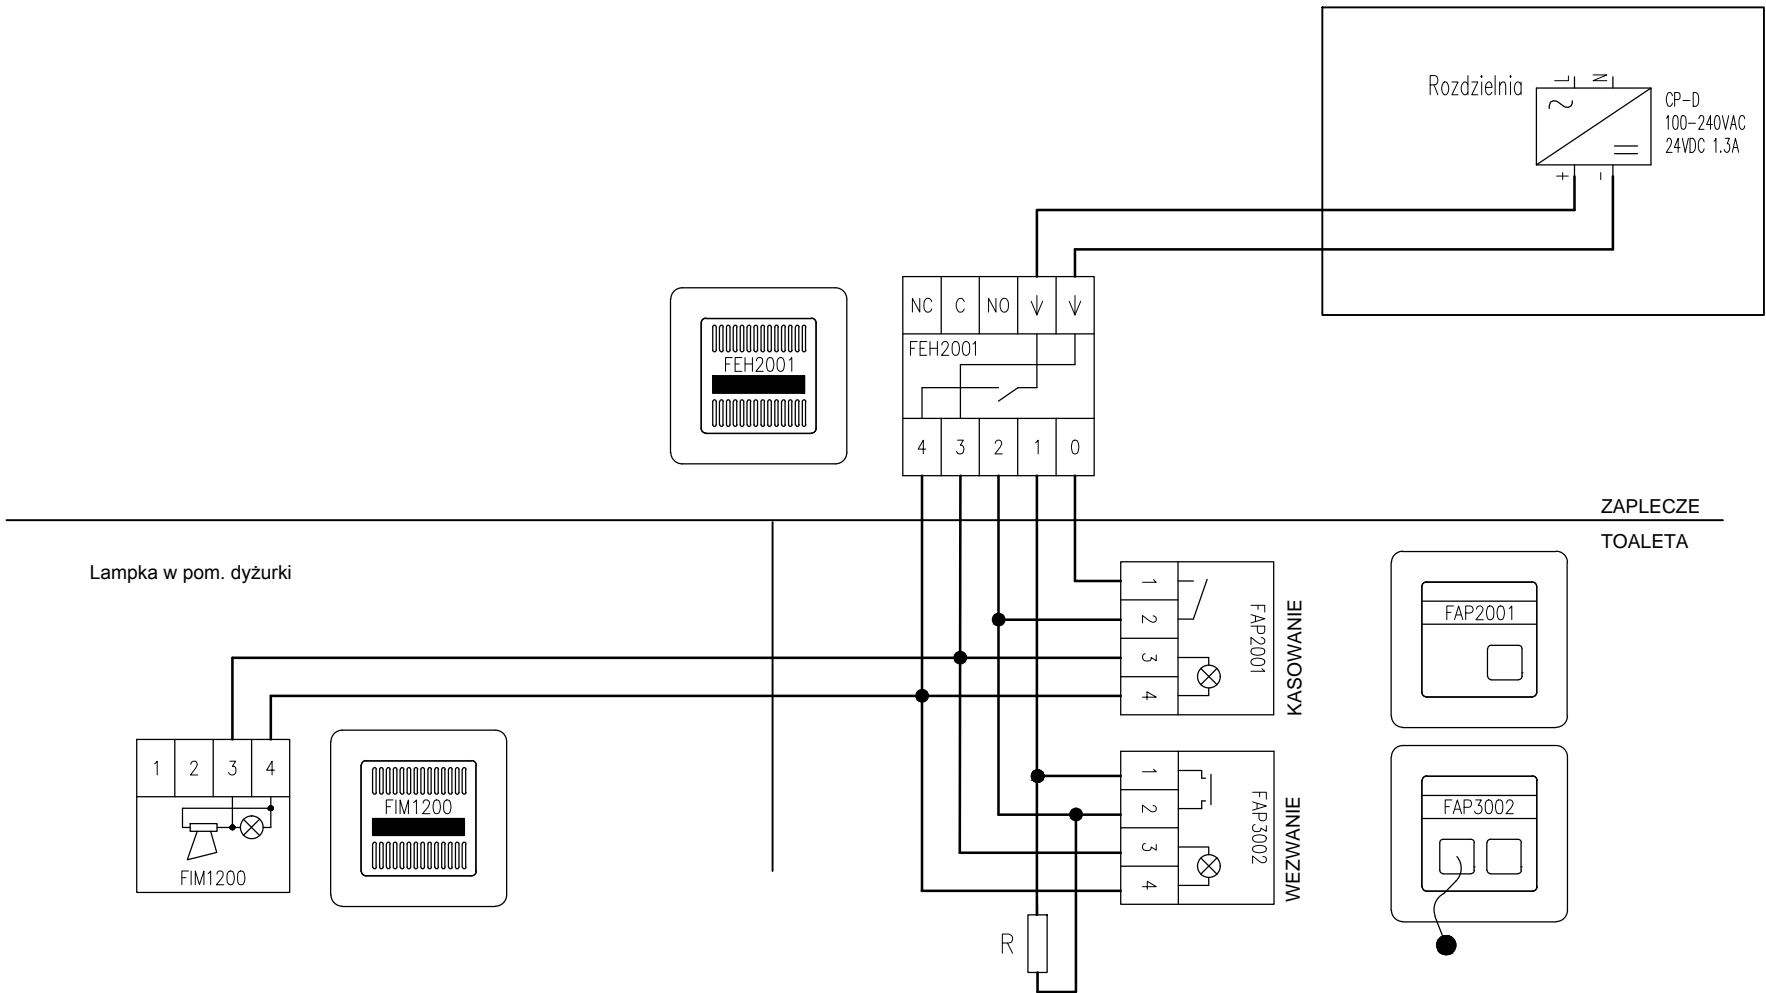 Rozdzielnia
L N
CP-D
100-240VAC
24VDC 1.3A
+ -
NC C NO
FEH2001
FEH2001
4 3 2 1 0
ZAPLECZE
TOALETA
Lampka w pom. dyżurki
1
2
3
4
FAP2001
KASOWANIE
FAP2001
1 2 3 4
FIM1200
FIM1200
1
2
3
4
FAP3002
WEZWANIE
FAP3002
R